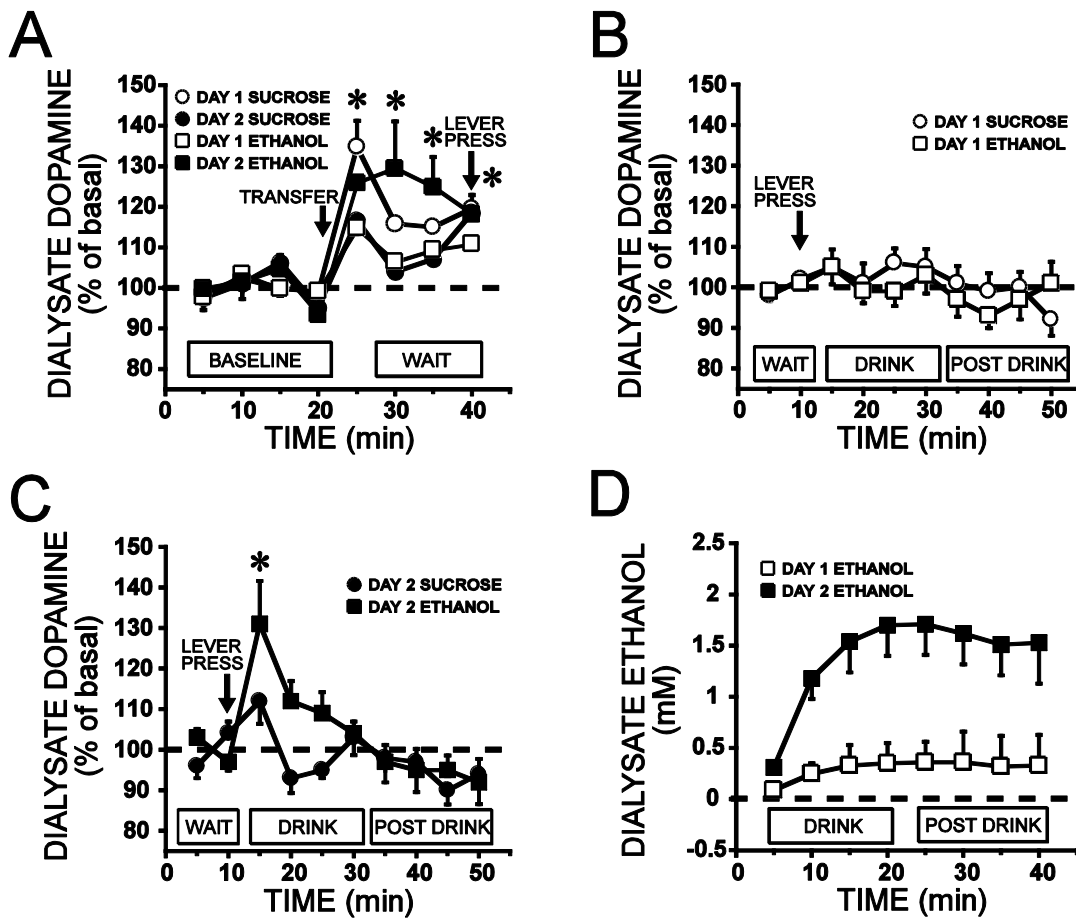 A
DIALYSATE DOPAMINE
(% of basal)
150
140
130
120
110
100
90
80
DAY 1 SUCROSE
DAY 2 SUCROSE
DAY 1 ETHANOL
DAY 2 ETHANOL
TRANSFER
*
*
*
*
LEVER
PRESS
BASELINE
WAIT
0
10
20
30
40
TIME (min)
B
DIALYSATE DOPAMINE
(% of basal)
150
140
130
120
110
100
90
80
DAY 1 SUCROSE
DAY 1 ETHANOL
LEVER
PRESS
WAIT
DRINK
POST DRINK
0
10
20
30
40
50
TIME (min)
C
DIALYSATE DOPAMINE
(% of basal)
150
140
130
120
110
100
90
80
*
DAY 2 SUCROSE
DAY 2 ETHANOL
LEVER
PRESS
WAIT
DRINK
POST DRINK
0
10
20
30
40
50
TIME (min)
D
DIALYSATE ETHANOL
(mM)
2.5
2
1.5
1
0.5
0
-0.5
DAY 1 ETHANOL
DAY 2 ETHANOL
DRINK
POST DRINK
0
10
20
30
40
TIME (min)